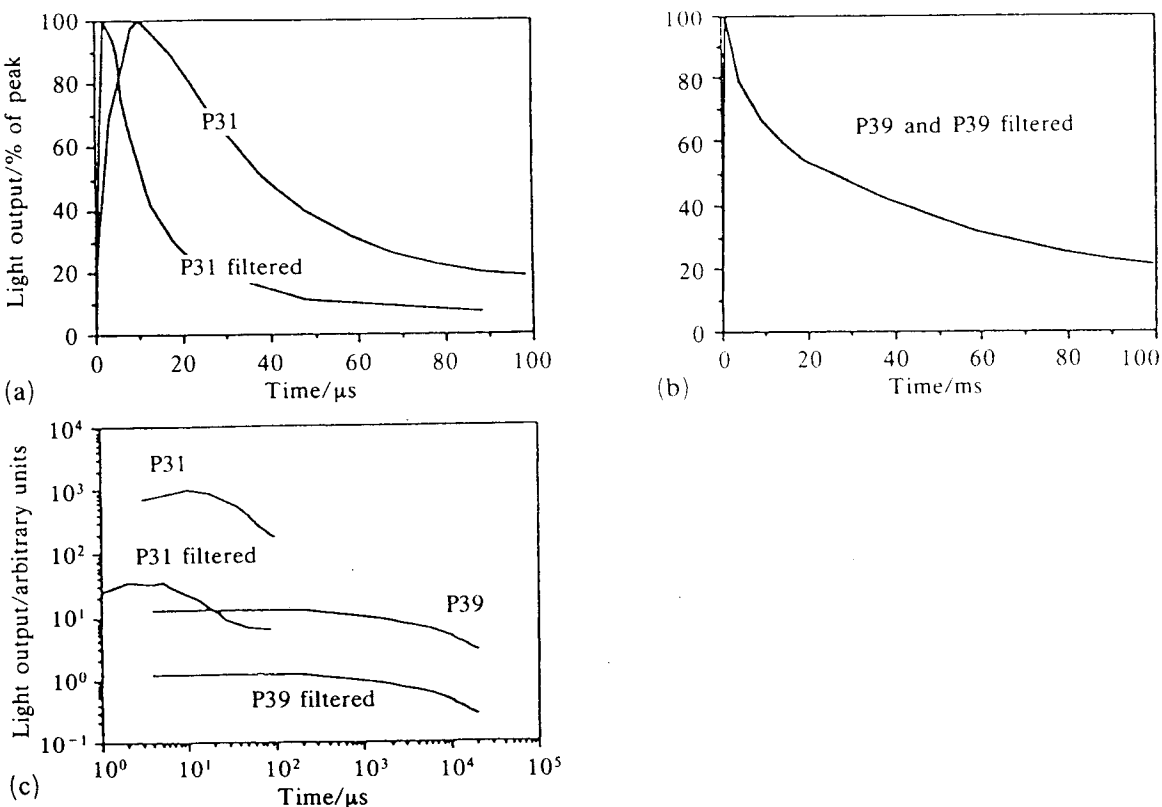 Light output/% of peak
100
80
60
40
20
0
P31
P31 filtered
0 20 40 60 80 100
Time/μs
(a)
100
80
60
40
20
0
P39 and P39 filtered
0 20 40 60 80 100
Time/ms
(b)
Light output/arbitrary units
10⁴
10³
10²
10¹
10⁰
10⁻¹
P31
P31 filtered
P39
P39 filtered
10⁰ 10¹ 10² 10³ 10⁴ 10⁵
Time/μs
(c)